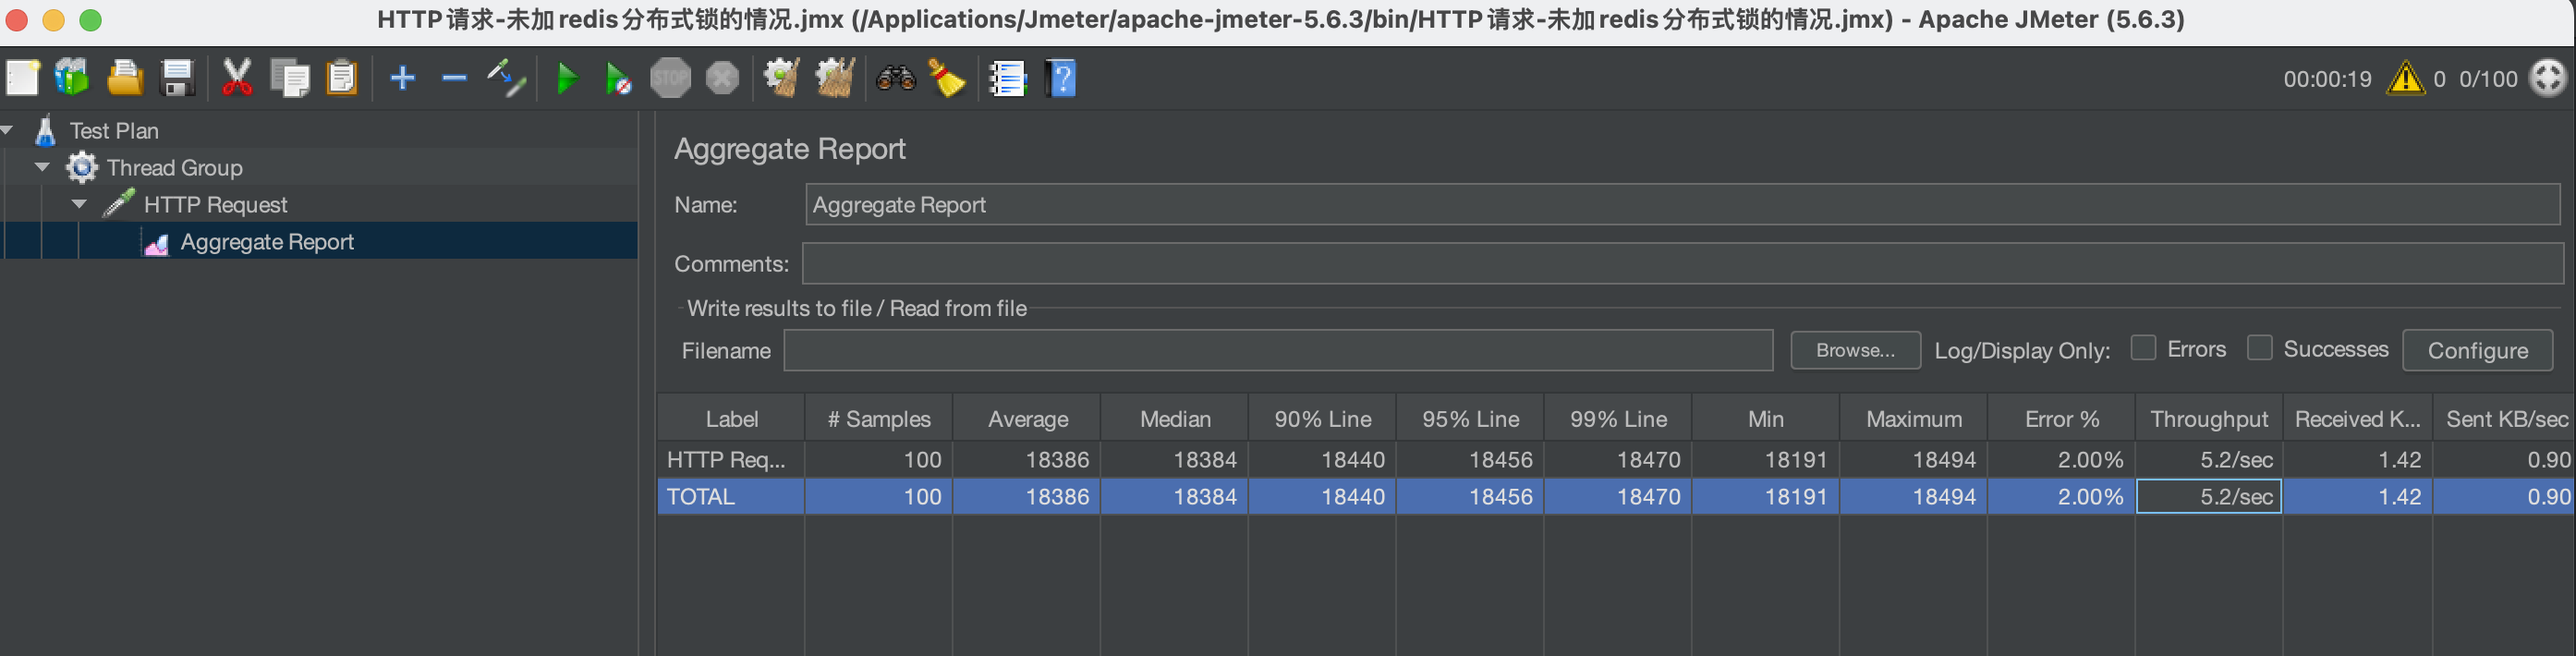 HTTP请求-未加redis分布式锁的情况.jmx (/Applications/Jmeter/apache-jmeter-5.6.3/bin/HTTP请求-未加redis分布式锁的情况.jmx) - Apache JMeter (5.6.3)
STOP
00:00:19 0 0/100
Test Plan
Thread Group
HTTP Request
Aggregate Report
Aggregate Report
Name: Aggregate Report
Comments:
Write results to file / Read from file
Filename Browse... Log/Display Only: Errors Successes Configure
Label # Samples Average Median 90% Line 95% Line 99% Line Min Maximum Error % Throughput Received K... Sent KB/sec
HTTP Req... 100 18386 18384 18440 18456 18470 18191 18494 2.00% 5.2/sec 1.42 0.90
TOTAL 100 18386 18384 18440 18456 18470 18191 18494 2.00% 5.2/sec 1.42 0.90